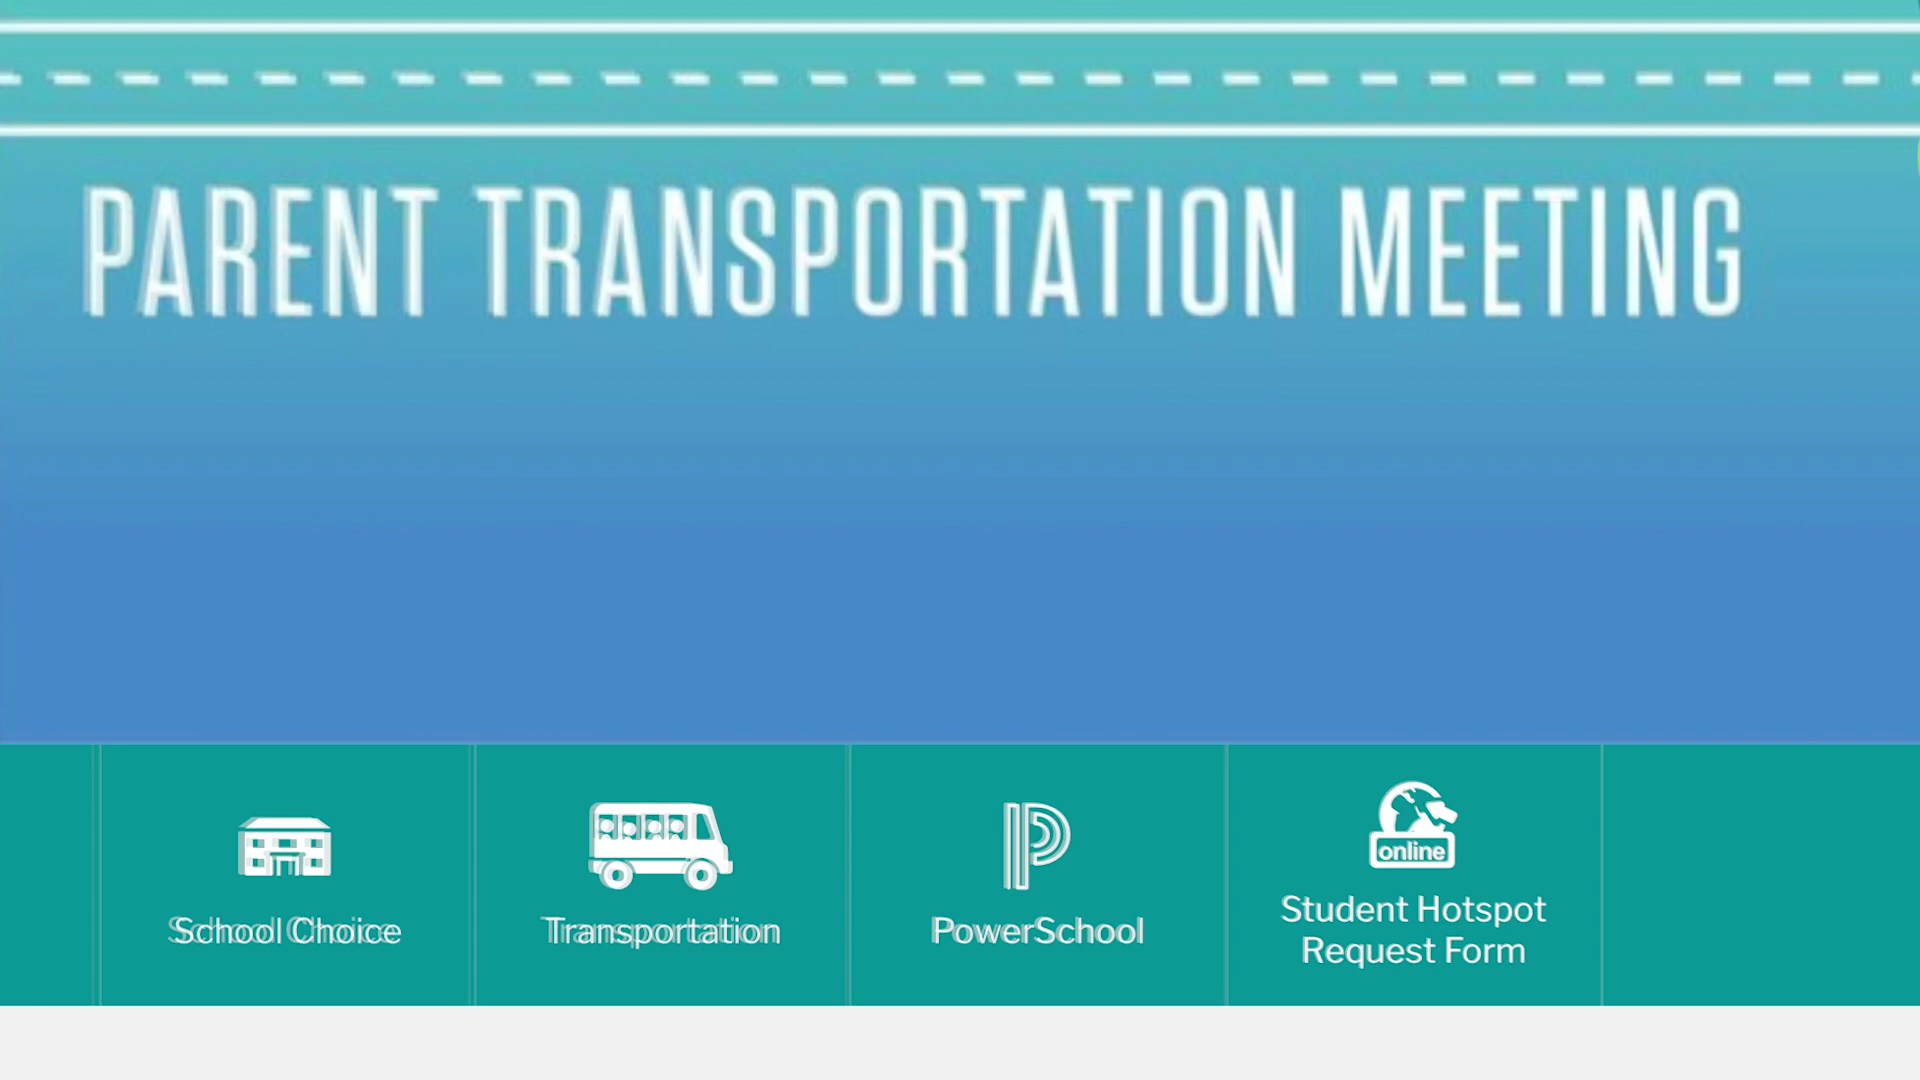 PARENT TRANSPORTATION MEETING
School Choice
Transportation
PowerSchool
online
Student Hotspot
Request Form